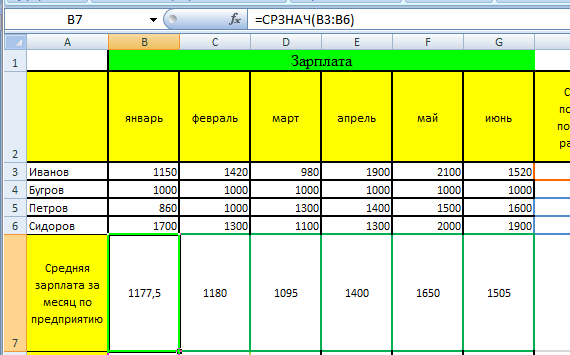 B7 fx =СРЗНАЧ(B3:B6)
A B C D E F G
1 Зарплата
2 январь февраль март апрель май июнь
3 Иванов 1150 1420 980 1900 2100 1520
4 Бугров 1000 1000 1000 1000 1000 1000
5 Петров 860 1000 1300 1400 1500 1600
6 Сидоров 1700 1300 1100 1300 2000 1900
Средняя
зарплата за
месяц по
предприятию
7 1177,5 1180 1095 1400 1650 1505